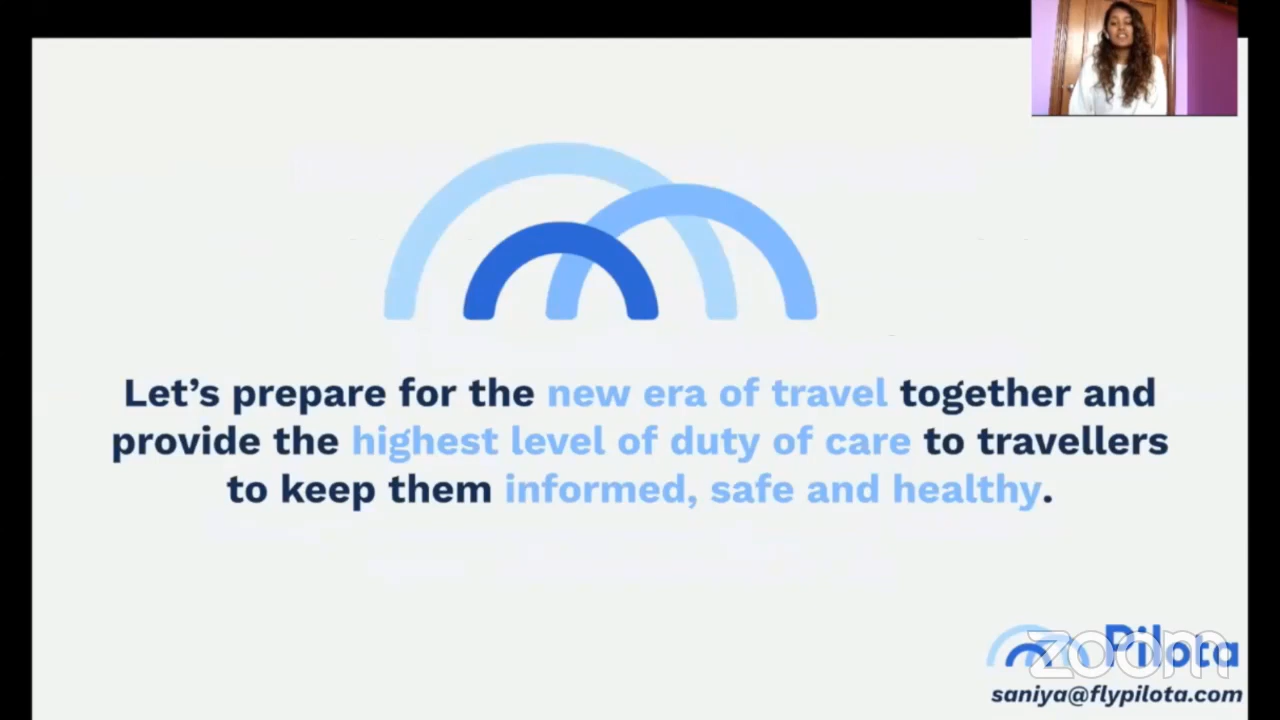 Let's prepare for the new era of travel together and
provide the highest level of duty of care to travellers
to keep them informed, safe and healthy.
Pilota
zoom
saniya@flypilota.com